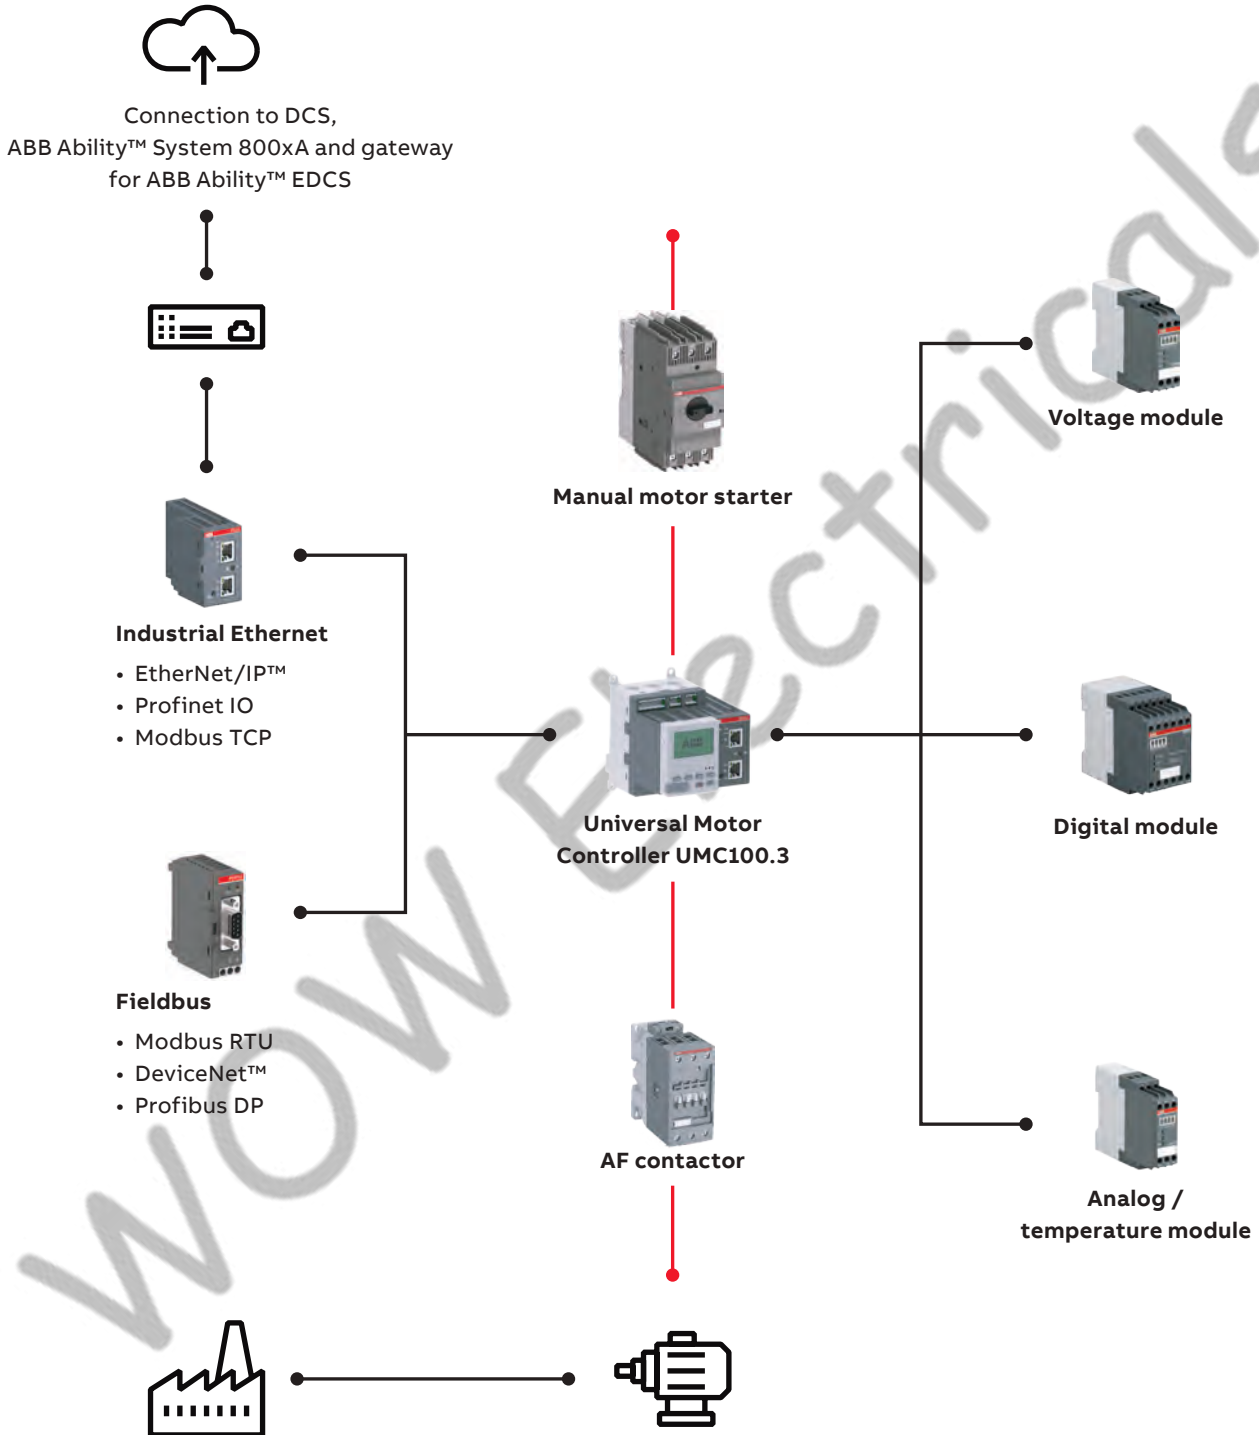 Connection to DCS,
ABB Ability™ System 800xA and gateway
for ABB Ability™ EDCS
Manual motor starter
Voltage module
Industrial Ethernet
• EtherNet/IP™
• Profinet IO
• Modbus TCP
Universal Motor
Controller UMC100.3
Digital module
Fieldbus
• Modbus RTU
• DeviceNet™
• Profibus DP
AF contactor
Analog /
temperature module
ABB
WOW Electricals